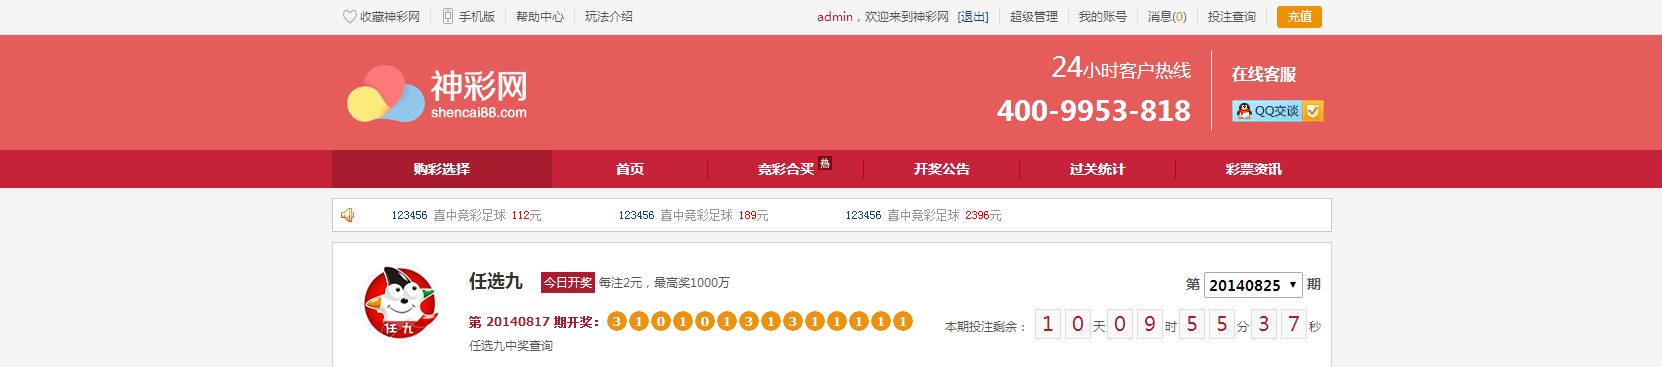 收藏神彩网 手机版 帮助中心 玩法介绍 admin，欢迎来到神彩网 [退出] 超级管理 我的账号 消息(0) 投注查询 充值
神彩网
shencai88.com
24小时客户热线
400-9953-818
在线客服
QQ交谈
购彩选择 首页 竞彩合买 热 开奖公告 过关统计 彩票资讯
123456 喜中竞彩足球 112元 123456 喜中竞彩足球 189元 123456 喜中竞彩足球 2396元
任九
任选九 今日开奖 每注2元，最高奖1000万
第 20140825 期
第 20140817 期开奖： 3 1 0 1 0 1 3 1 3 1 1 1 1 1
本期投注剩余： 1 0 天 0 9 时 5 5 分 3 7 秒
任选九中奖查询